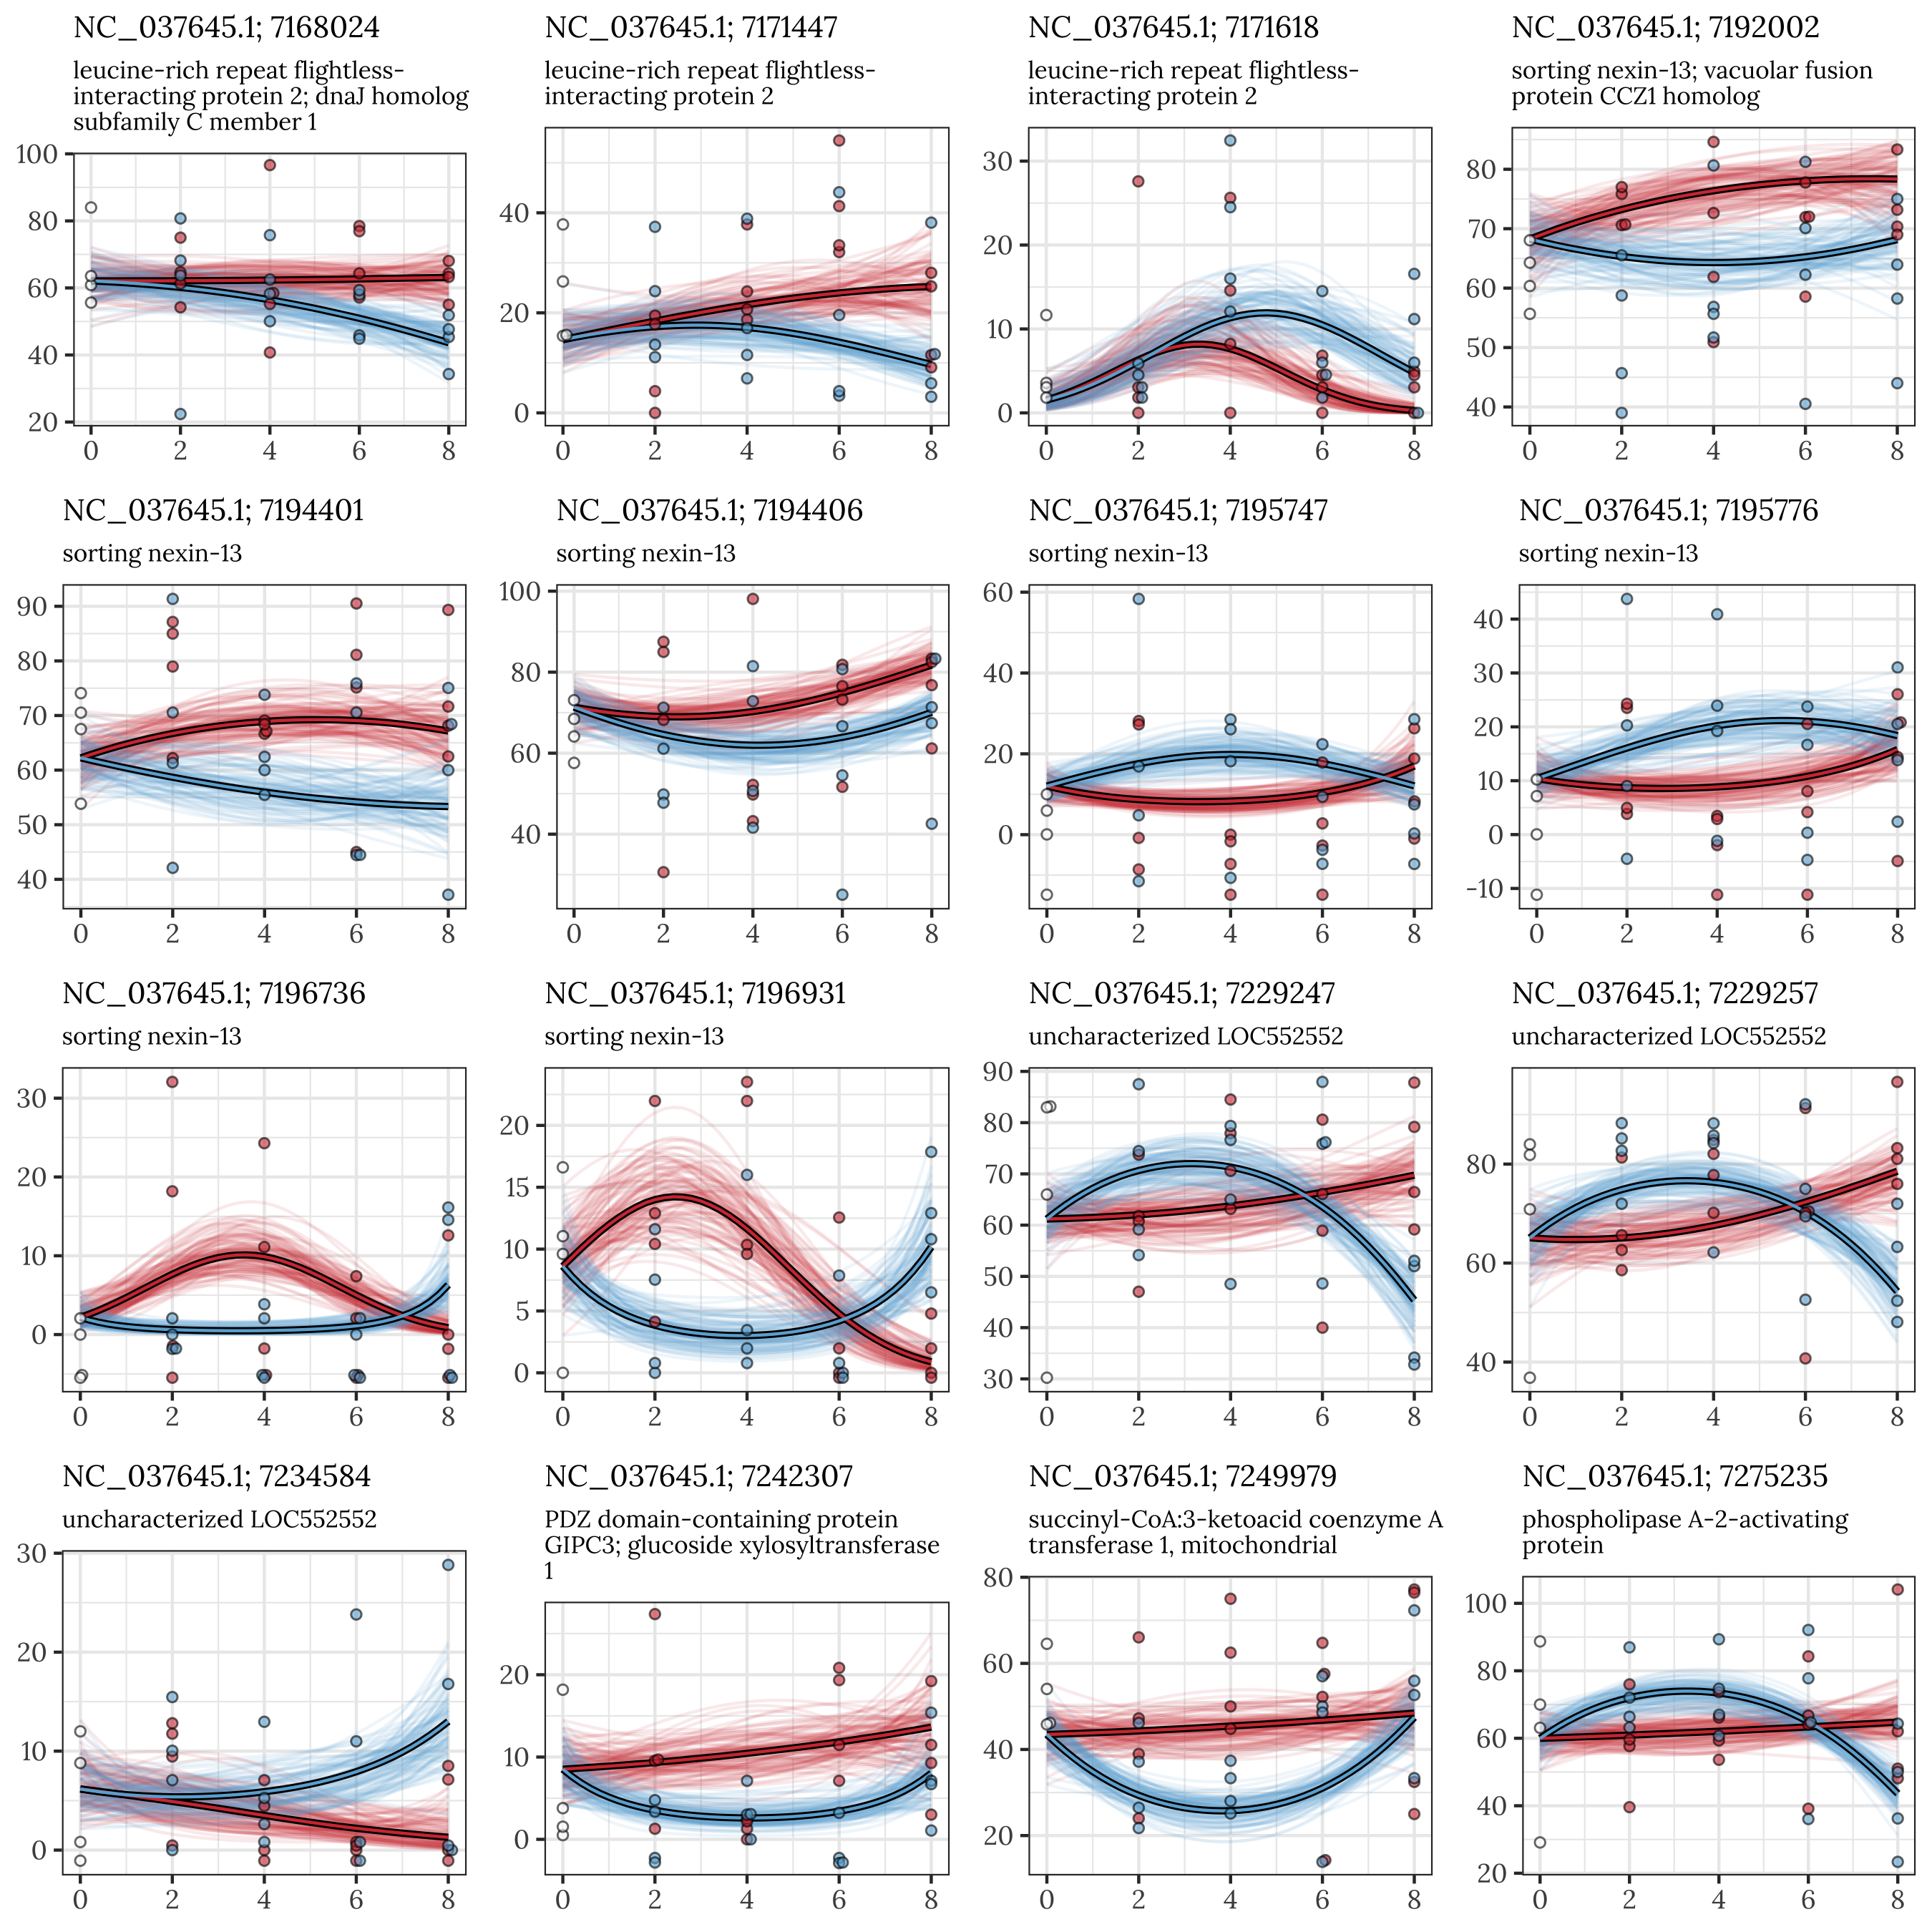 NC_037645.1; 7168024
leucine-rich repeat flightless-
interacting protein 2; dnaJ homolog
subfamily C member 1
100
80
60
40
20
0 2 4 6 8
NC_037645.1; 7171447
leucine-rich repeat flightless-
interacting protein 2
40
20
0
0 2 4 6 8
NC_037645.1; 7171618
leucine-rich repeat flightless-
interacting protein 2
30
20
10
0
0 2 4 6 8
NC_037645.1; 7192002
sorting nexin-13; vacuolar fusion
protein CCZ1 homolog
80
70
60
50
40
0 2 4 6 8
NC_037645.1; 7194401
sorting nexin-13
90
80
70
60
50
40
0 2 4 6 8
NC_037645.1; 7194406
sorting nexin-13
100
80
60
40
0 2 4 6 8
NC_037645.1; 7195747
sorting nexin-13
60
40
20
0
0 2 4 6 8
NC_037645.1; 7195776
sorting nexin-13
40
30
20
10
0
-10
0 2 4 6 8
NC_037645.1; 7196736
sorting nexin-13
30
20
10
0
0 2 4 6 8
NC_037645.1; 7196931
sorting nexin-13
20
15
10
5
0
0 2 4 6 8
NC_037645.1; 7229247
uncharacterized LOC552552
90
80
70
60
50
40
30
0 2 4 6 8
NC_037645.1; 7229257
uncharacterized LOC552552
80
60
40
0 2 4 6 8
NC_037645.1; 7234584
uncharacterized LOC552552
30
20
10
0
0 2 4 6 8
NC_037645.1; 7242307
PDZ domain-containing protein
GIPC3; glucoside xylosyltransferase
1
20
10
0
0 2 4 6 8
NC_037645.1; 7249979
succinyl-CoA:3-ketoacid coenzyme A
transferase 1, mitochondrial
80
60
40
20
0 2 4 6 8
NC_037645.1; 7275235
phospholipase A-2-activating
protein
100
80
60
40
20
0 2 4 6 8